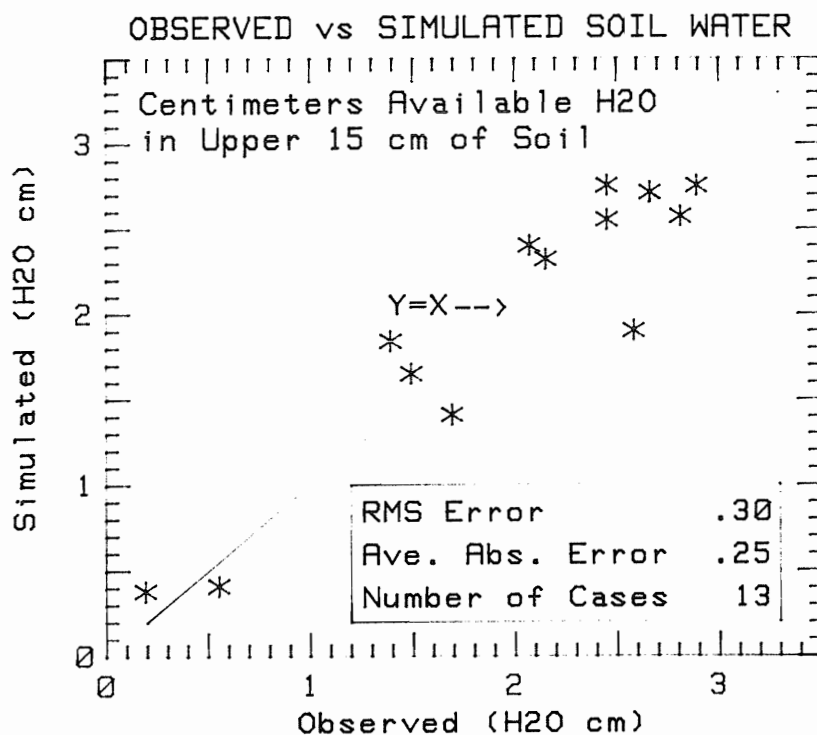 OBSERVED vs SIMULATED SOIL WATER
Centimeters Available H2O
in Upper 15 cm of Soil
3
2
1
0
Simulated (H2O cm)
Y=X-->
RMS Error .30
Ave. Abs. Error .25
Number of Cases 13
0 1 2 3
Observed (H2O cm)